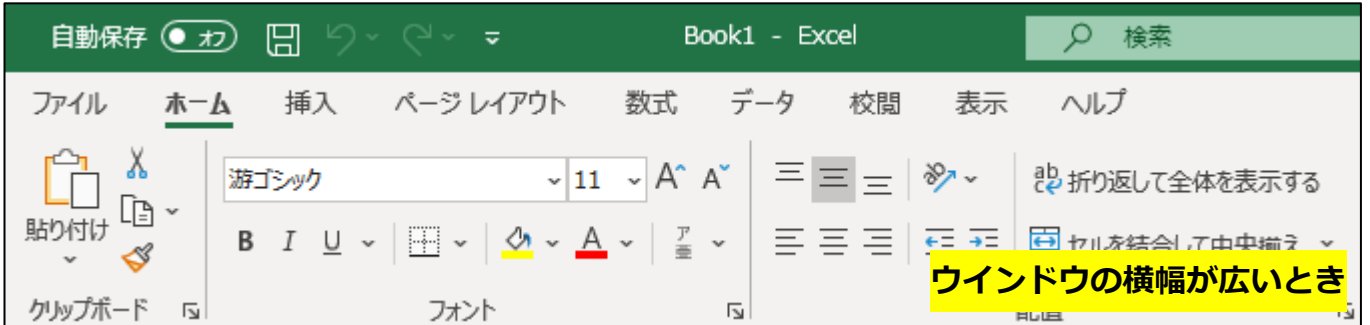 自動保存 オフ Book1 - Excel 検索
ファイル ホーム 挿入 ページ レイアウト 数式 データ 校閲 表示 ヘルプ
貼り付け 游ゴシック 11 A A ab 折り返して全体を表示する
B I U A ア亜 セルを結合して中央揃え
ウインドウの横幅が広いとき
クリップボード フォント 配置